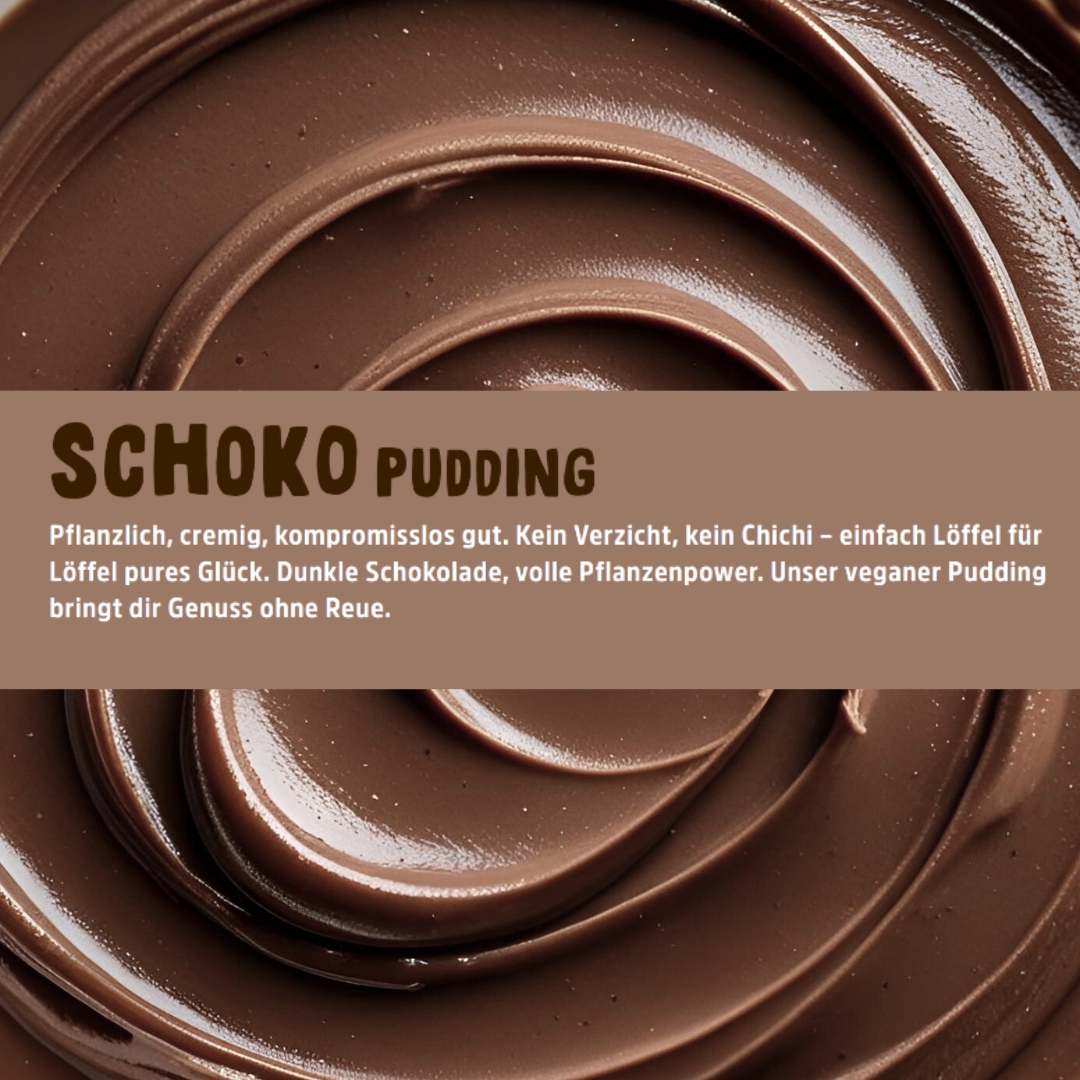 SCHOKO PUDDING
Pflanzlich, cremig, kompromisslos gut. Kein Verzicht, kein Chichi – einfach Löffel für
Löffel pures Glück. Dunkle Schokolade, volle Pflanzenpower. Unser veganer Pudding
bringt dir Genuss ohne Reue.